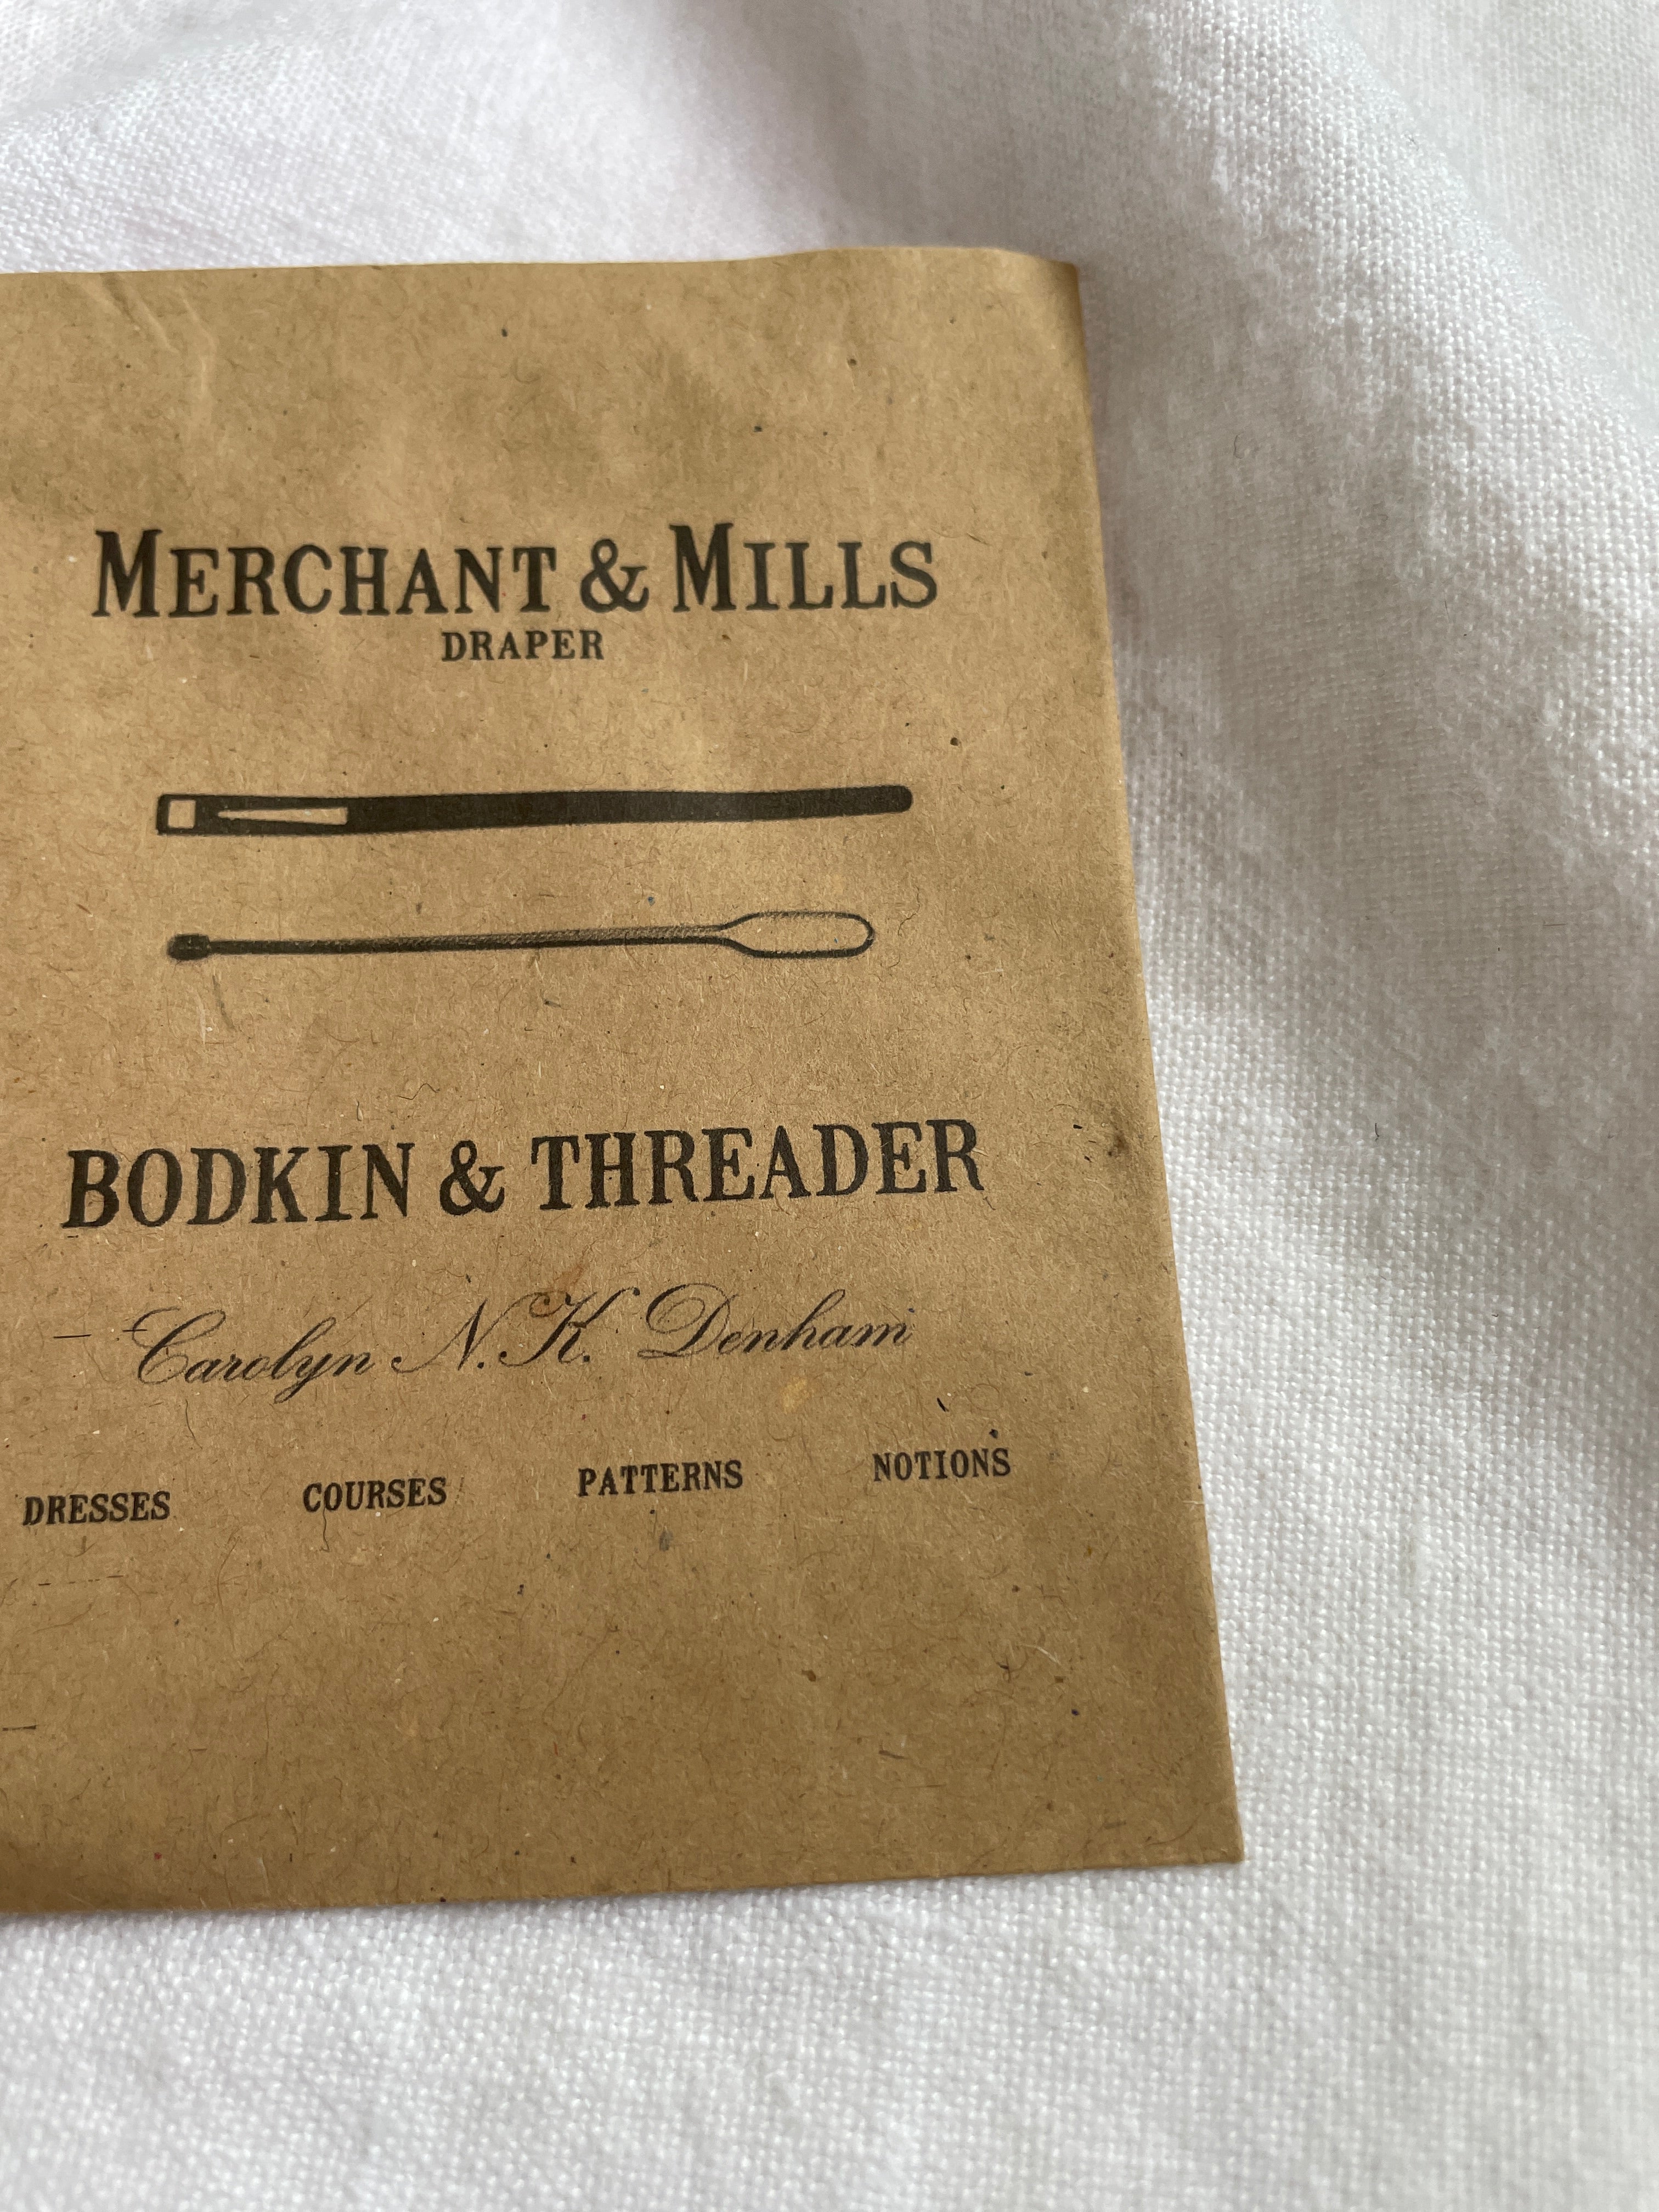 MERCHANT & MILLS
DRAPER
BODKIN & THREADER
Carolyn N.K. Denham
DRESSES COURSES PATTERNS NOTIONS